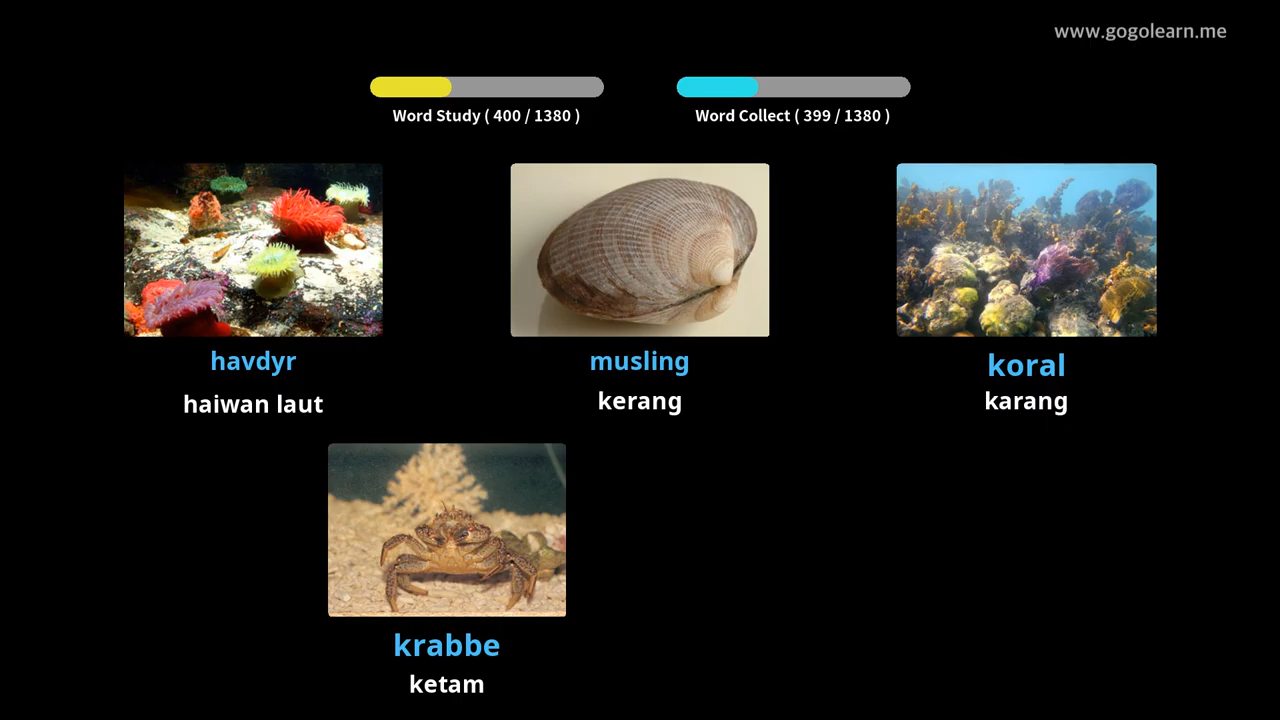 www.gogolearn.me
Word Study ( 400 / 1380 )
Word Collect ( 399 / 1380 )
havdyr
musling
koral
haiwan laut
kerang
karang
krabbe
ketam